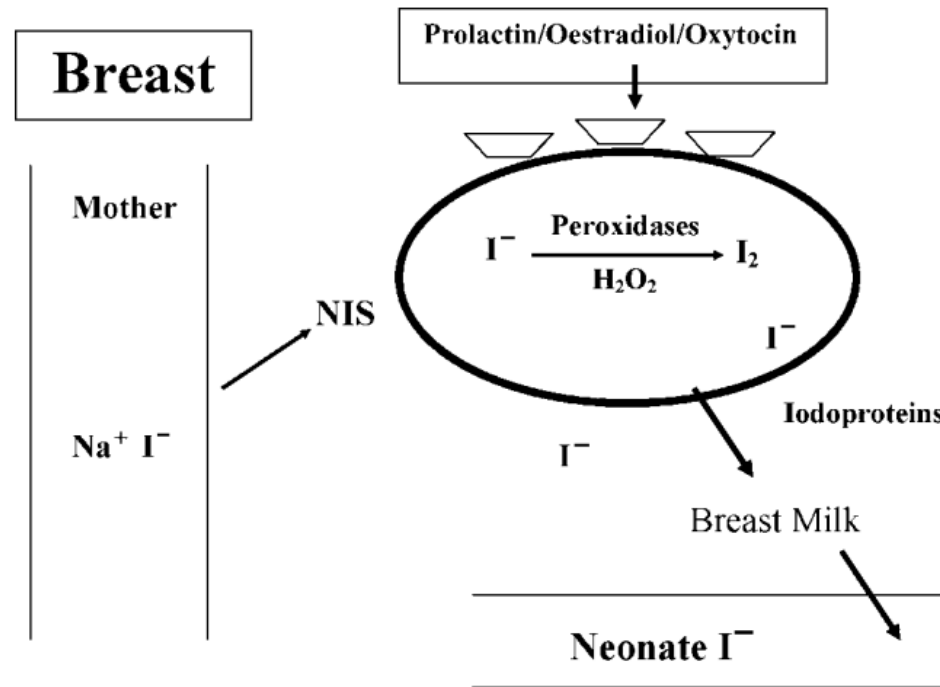 Prolactin/Oestradiol/Oxytocin
Breast
Mother
Peroxidases
I⁻ I₂
H₂O₂
NIS
I⁻
Iodoproteins
Na⁺ I⁻
I⁻
Breast Milk
Neonate I⁻